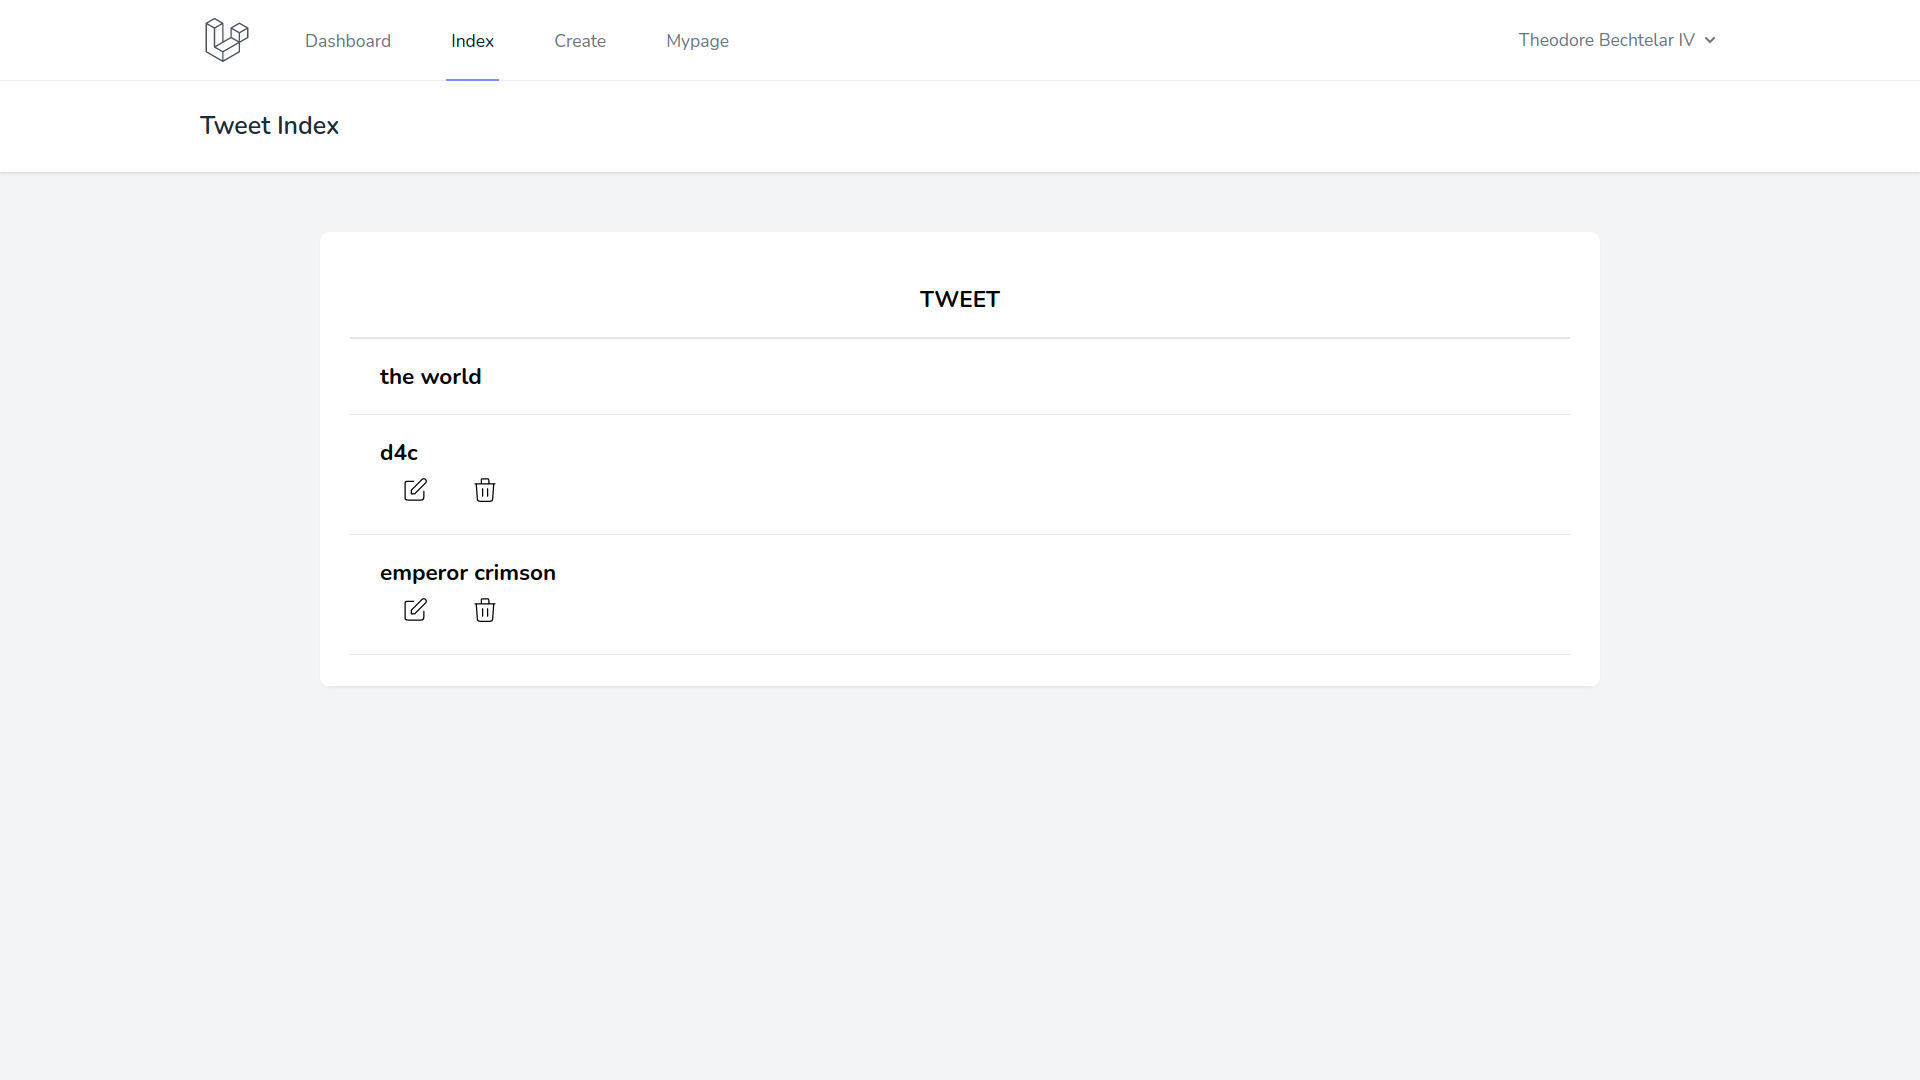 Dashboard
Index
Create
Mypage
Theodore Bechtelar IV
Tweet Index
TWEET
the world
d4c
emperor crimson